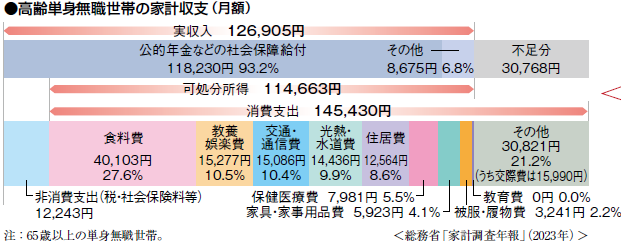 ●高齢単身無職世帯の家計収支(月額)
実収入 126,905円
公的年金などの社会保障給付
118,230円 93.2%
その他
8,675円 6.8%
不足分
30,768円
可処分所得 114,663円
消費支出 145,430円
食料費
40,103円
27.6%
教養
娯楽費
15,277円
10.5%
交通・
通信費
15,086円
10.4%
光熱・
水道費
14,436円
9.9%
住居費
12,564円
8.6%
その他
30,821円
21.2%
(うち交際費は15,990円)
非消費支出(税・社会保険料等)
12,243円
保健医療費 7,981円 5.5%
家具・家事用品費 5,923円 4.1%
教育費 0円 0.0%
被服・履物費 3,241円 2.2%
注:65歳以上の単身無職世帯。
<総務省「家計調査年報」(2023年)>